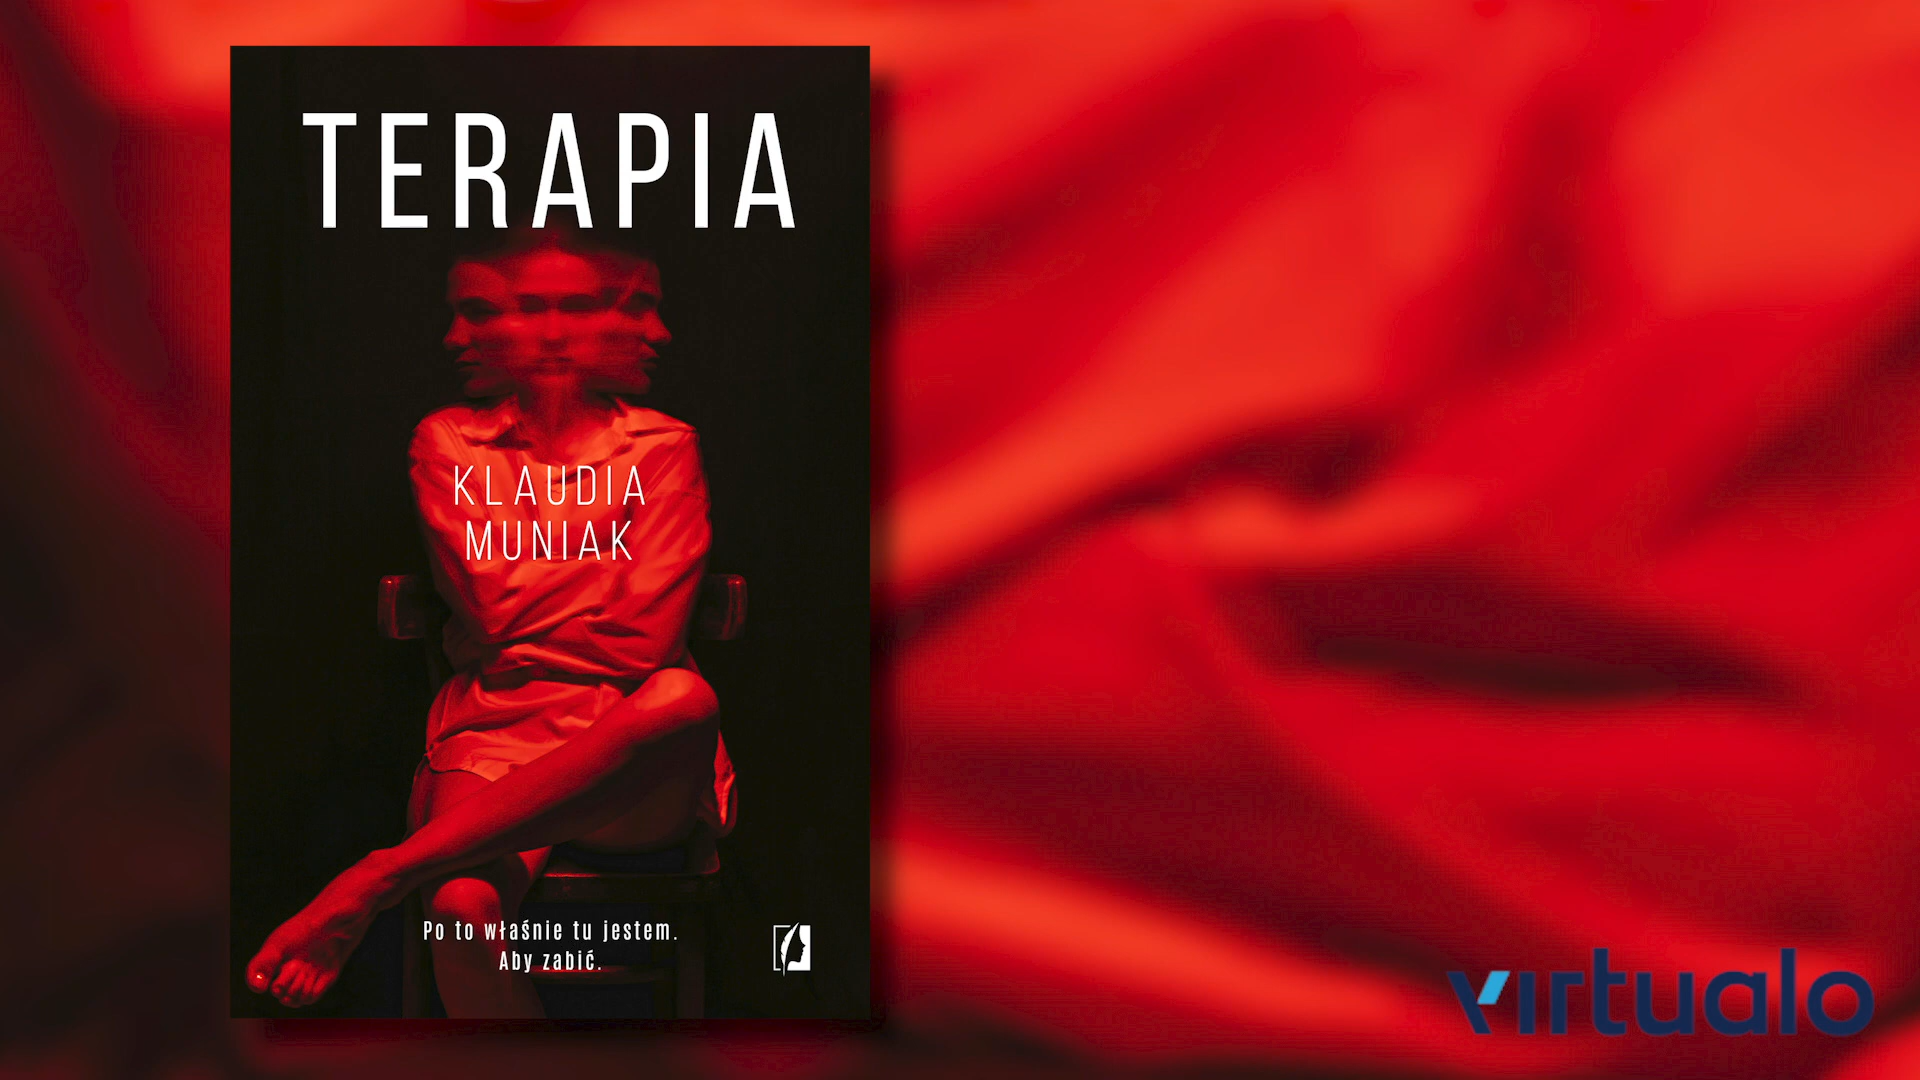 TERAPIA
KLAUDIA
MUNIAK
Po to właśnie tu jestem.
Aby zabić.
virtualo